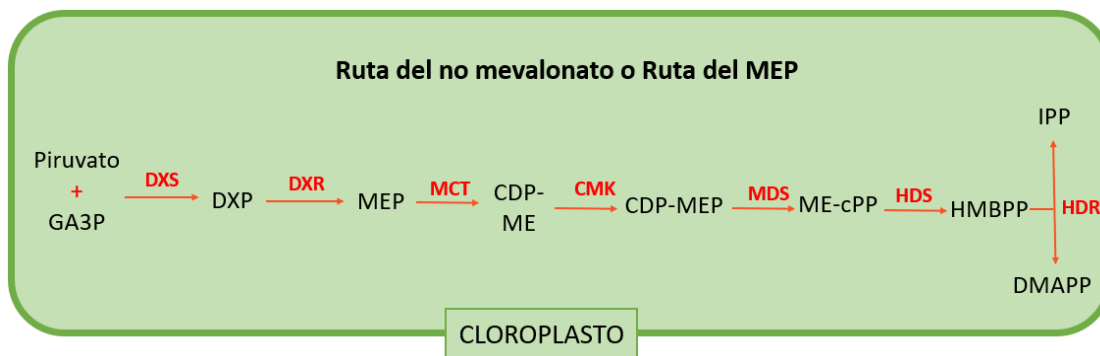 Ruta del no mevalonato o Ruta del MEP
Piruvato
+
GA3P
DXS
DXP
DXR
MEP
MCT
CDP-
ME
CMK
CDP-MEP
MDS
ME-cPP
HDS
HMBPP
HDR
IPP
DMAPP
CLOROPLASTO